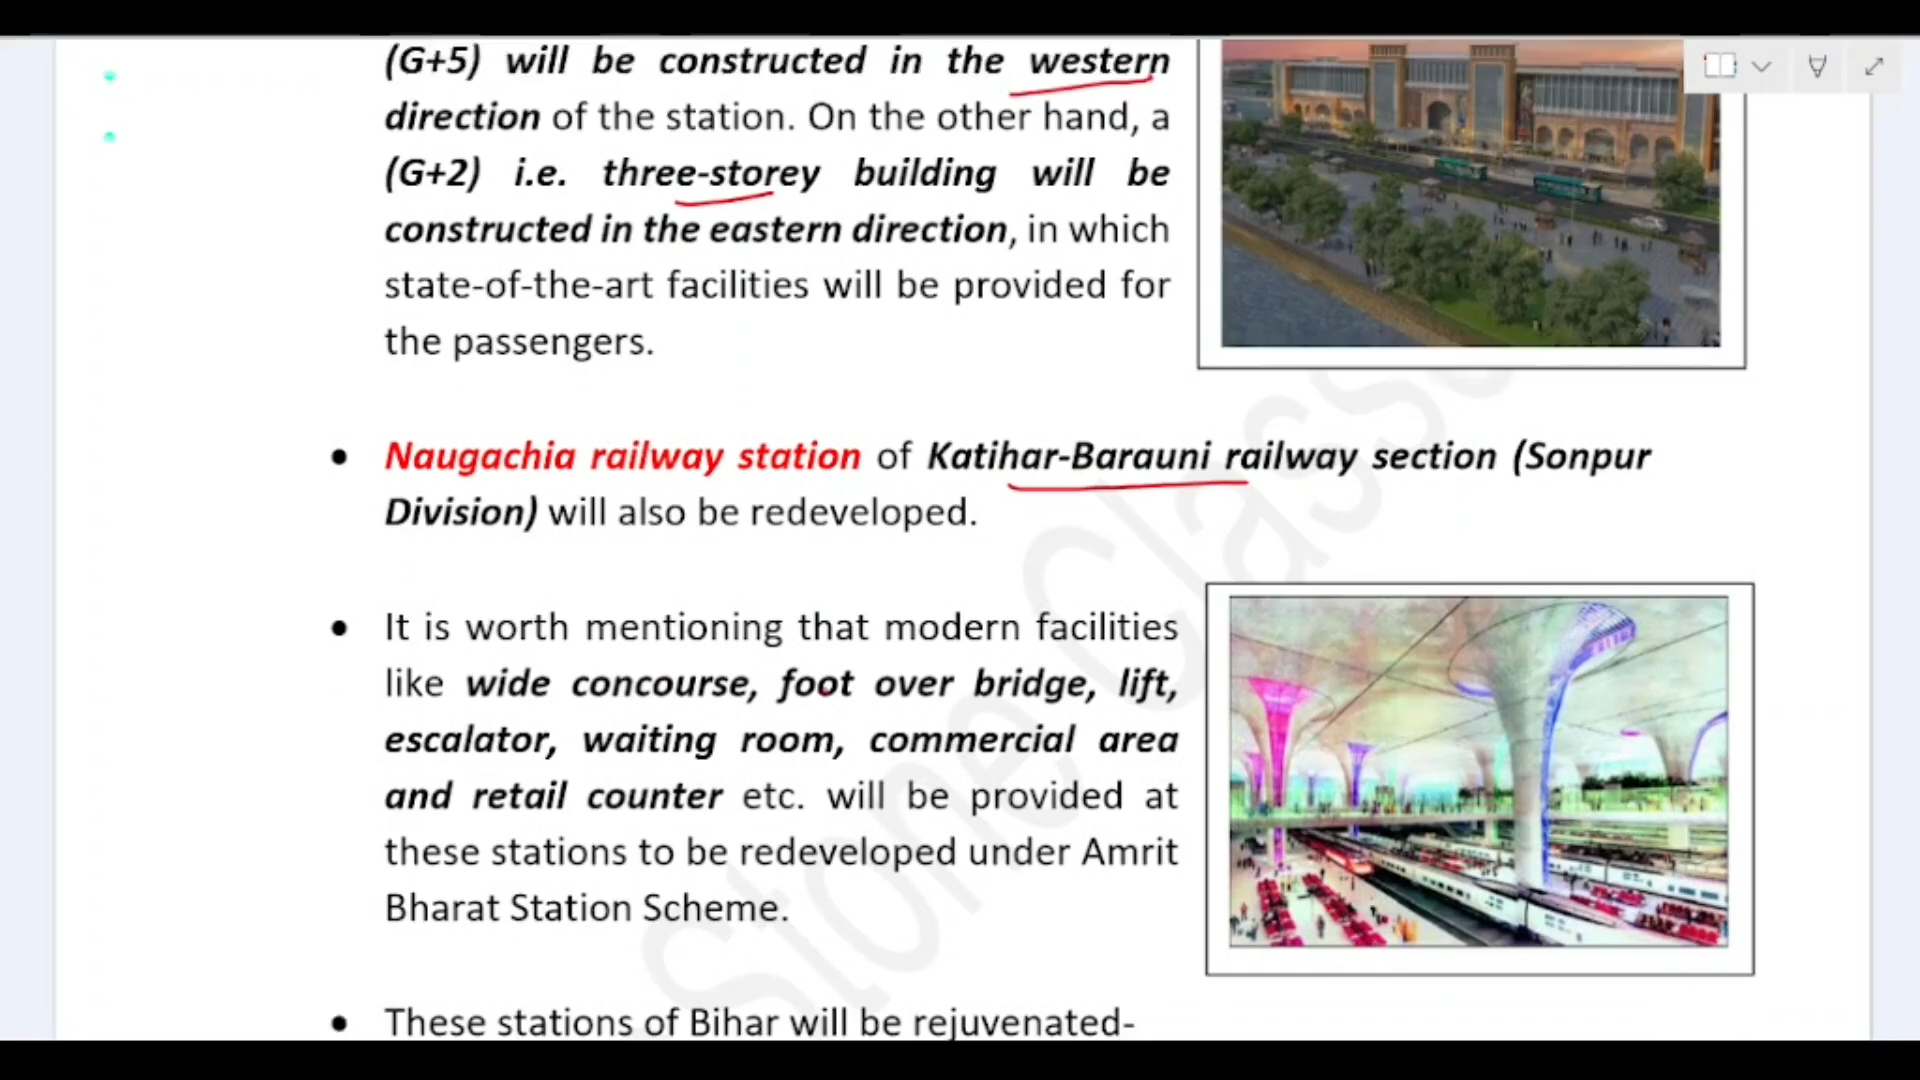 (G+5) will be constructed in the western
direction of the station. On the other hand, a
(G+2) i.e. three-storey building will be
constructed in the eastern direction, in which
state-of-the-art facilities will be provided for
the passengers.
• Naugachia railway station of Katihar-Barauni railway section (Sonpur
Division) will also be redeveloped.
• It is worth mentioning that modern facilities
like wide concourse, foot over bridge, lift,
escalator, waiting room, commercial area
and retail counter etc. will be provided at
these stations to be redeveloped under Amrit
Bharat Station Scheme.
• These stations of Bihar will be rejuvenated-
Stone Class